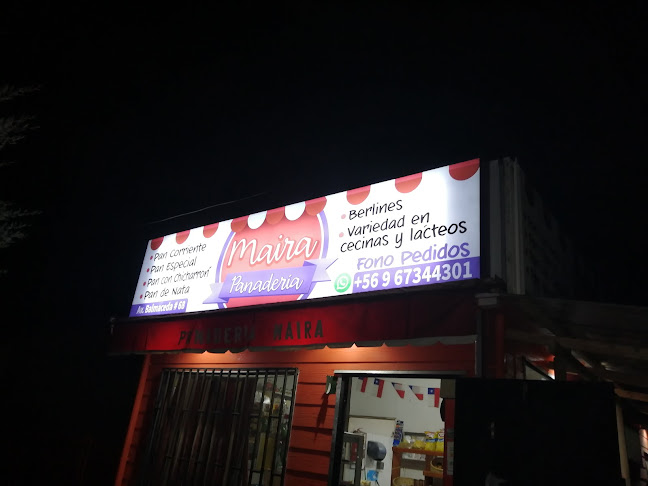 • Pan Corriente
• Pan Especial
• Pan con Chicharron
• Pan de Nata
Av. Balmaceda # 68
Maira
Panaderia
• Berlines
• Variedad en
cecinas y lacteos
Fono Pedidos
+56 9 67344301
PANADERIA MAIRA